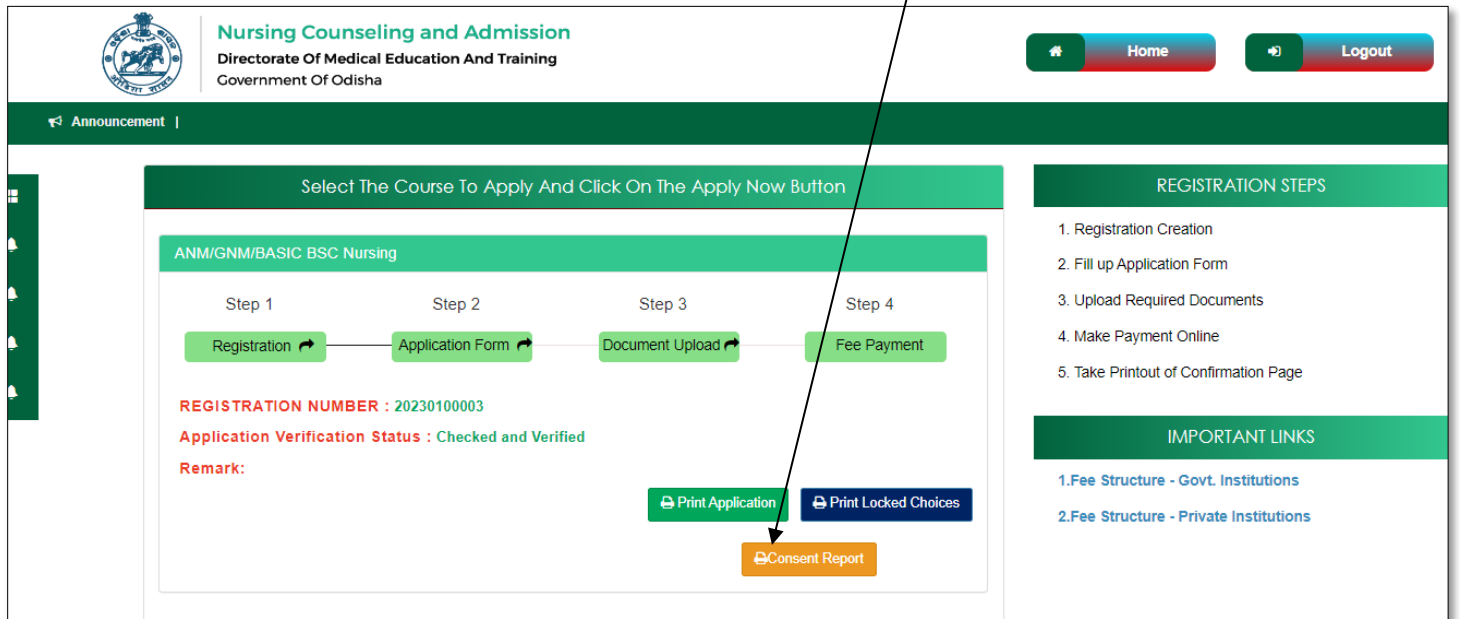 Nursing Counseling and Admission
Directorate Of Medical Education And Training
Government Of Odisha
Home
Logout
Announcement |
Select The Course To Apply And Click On The Apply Now Button
ANM/GNM/BASIC BSC Nursing
Step 1 Step 2 Step 3 Step 4
Registration Application Form Document Upload Fee Payment
REGISTRATION NUMBER : 20230100003
Application Verification Status : Checked and Verified
Remark:
Print Application Print Locked Choices
Consent Report
REGISTRATION STEPS
1. Registration Creation
2. Fill up Application Form
3. Upload Required Documents
4. Make Payment Online
5. Take Printout of Confirmation Page
IMPORTANT LINKS
1.Fee Structure - Govt. Institutions
2.Fee Structure - Private Institutions